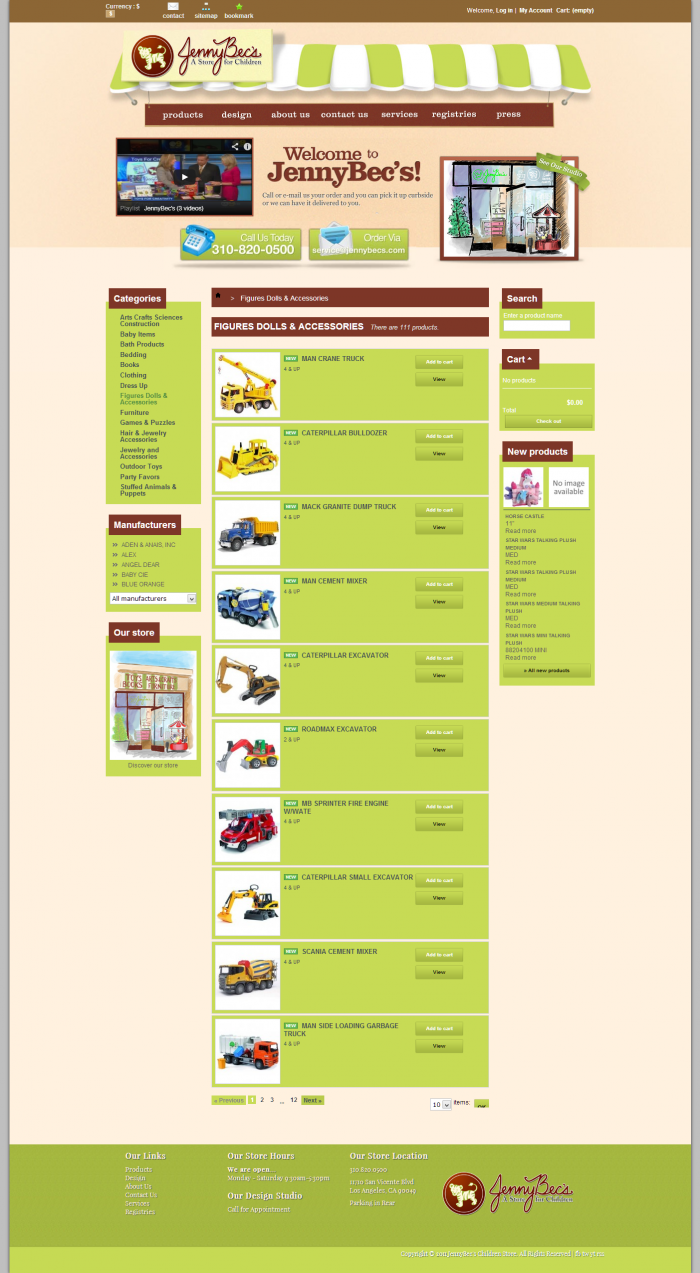 Currency : $
$
contact
sitemap
bookmark
Welcome, Log in | My Account Cart: (empty)
JennyBec's
A Store for Children
products
design
about us
contact us
services
registries
press
Playlist JennyBec's (3 videos)
Welcome to
JennyBec's!
Call or e-mail us your order and you can pick it up curbside
or we can have it delivered to you.
See Our Studio
Call Us Today
310-820-0500
Order Via
service@jennybecs.com
Categories
Arts Crafts Sciences
Construction
Baby Items
Bath Products
Bedding
Books
Clothing
Dress Up
Figures Dolls &
Accessories
Furniture
Games & Puzzles
Hair & Jewelry
Accessories
Jewelry and
Accessories
Outdoor Toys
Party Favors
Stuffed Animals &
Puppets
Manufacturers
ADEN & ANAIS, INC
ALEX
ANGEL DEAR
BABY CIE
BLUE ORANGE
All manufacturers
Our store
TOYS ARTS & CRAFTS
BOOKS FURNITURE
Discover our store
> Figures Dolls & Accessories
FIGURES DOLLS & ACCESSORIES There are 111 products.
NEW MAN CRANE TRUCK
4 & UP
Add to cart
View
NEW CATERPILLAR BULLDOZER
4 & UP
Add to cart
View
NEW MACK GRANITE DUMP TRUCK
4 & UP
Add to cart
View
NEW MAN CEMENT MIXER
4 & UP
Add to cart
View
NEW CATERPILLAR EXCAVATOR
4 & UP
Add to cart
View
NEW ROADMAX EXCAVATOR
2 & UP
Add to cart
View
NEW MB SPRINTER FIRE ENGINE
W/WATE
4 & UP
Add to cart
View
NEW CATERPILLAR SMALL EXCAVATOR
4 & UP
Add to cart
View
NEW SCANIA CEMENT MIXER
4 & UP
Add to cart
View
NEW MAN SIDE LOADING GARBAGE
TRUCK
4 & UP
Add to cart
View
« Previous 1 2 3 ... 12 Next »
10 items:
Search
Enter a product name
Cart
No products
$0.00
Total
Check out
New products
No image
available
HORSE CASTLE
11"
Read more
STAR WARS TALKING PLUSH
MEDIUM
MED
Read more
STAR WARS TALKING PLUSH
MEDIUM
MED
Read more
STAR WARS MEDIUM TALKING
PLUSH
MED
Read more
STAR WARS MINI TALKING
PLUSH
Read more
» All new products
Our Links
Products
Design
About Us
Contact Us
Services
Registries
Our Store Hours
We are open...
Monday - Saturday 9:30am-5:30pm
Our Design Studio
Call for Appointment
Our Store Location
310.820.0500
San Vicente Blvd
Los Angeles, CA 90049
Parking in Rear
JennyBec's
A Store for Children
Copyright © 2011 JennyBec's Children Store. All Rights Reserved |